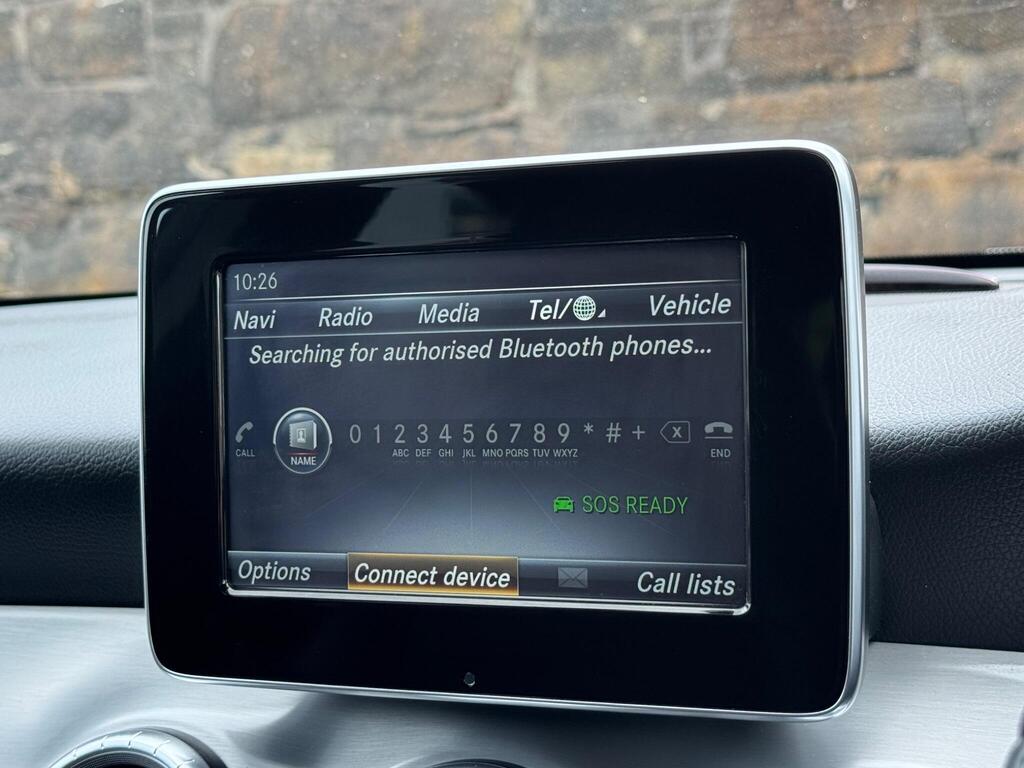 10:26
Navi Radio Media Tel/ Vehicle
Searching for authorised Bluetooth phones...
0 1 2 3 4 5 6 7 8 9 * # + X
CALL NAME ABC DEF GHI JKL MNO PQRS TUV WXYZ END
SOS READY
Options Connect device Call lists